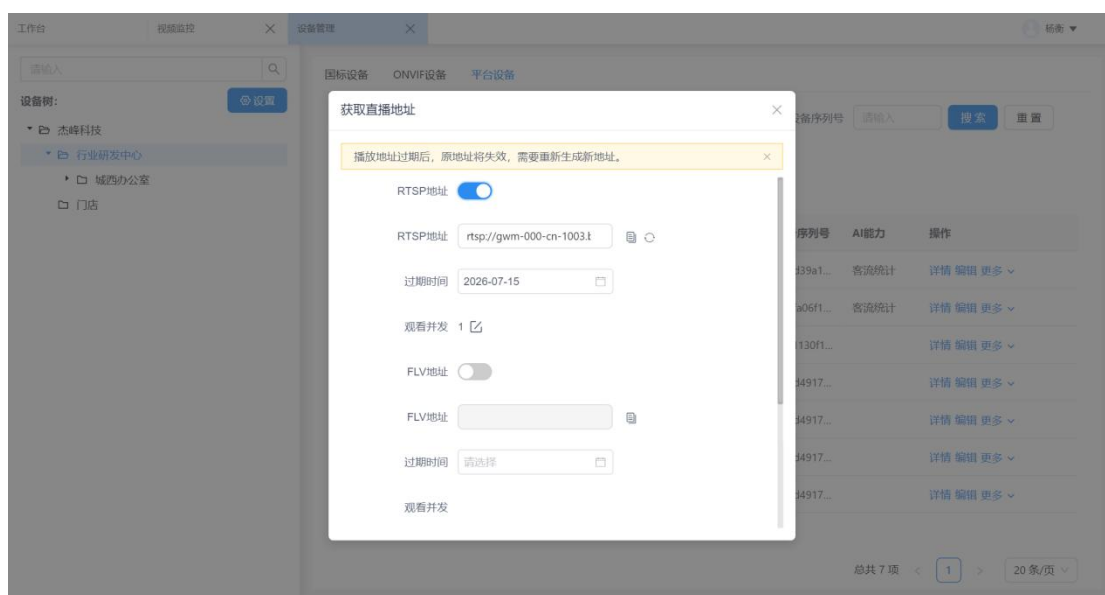 工作台 视频监控 设备管理 杨衡
请输入
国标设备 ONVIF设备 平台设备
设备树: 设置
获取直播地址
设备序列号 请输入 搜索 重置
杰峰科技
播放地址过期后，原地址将失效，需要重新生成新地址。
行业研发中心
城西办公室
RTSP地址
门店
RTSP地址 rtsp://gwm-000-cn-1003.b
序列号 AI能力 操作
d39a1... 客流统计 详情 编辑 更多
过期时间 2026-07-15
a06f1... 客流统计 详情 编辑 更多
观看并发 1
1130f1... 详情 编辑 更多
FLV地址
d4917... 详情 编辑 更多
FLV地址
d4917... 详情 编辑 更多
过期时间 请选择
d4917... 详情 编辑 更多
d4917... 详情 编辑 更多
观看并发
总共 7 项 < 1 > 20 条/页